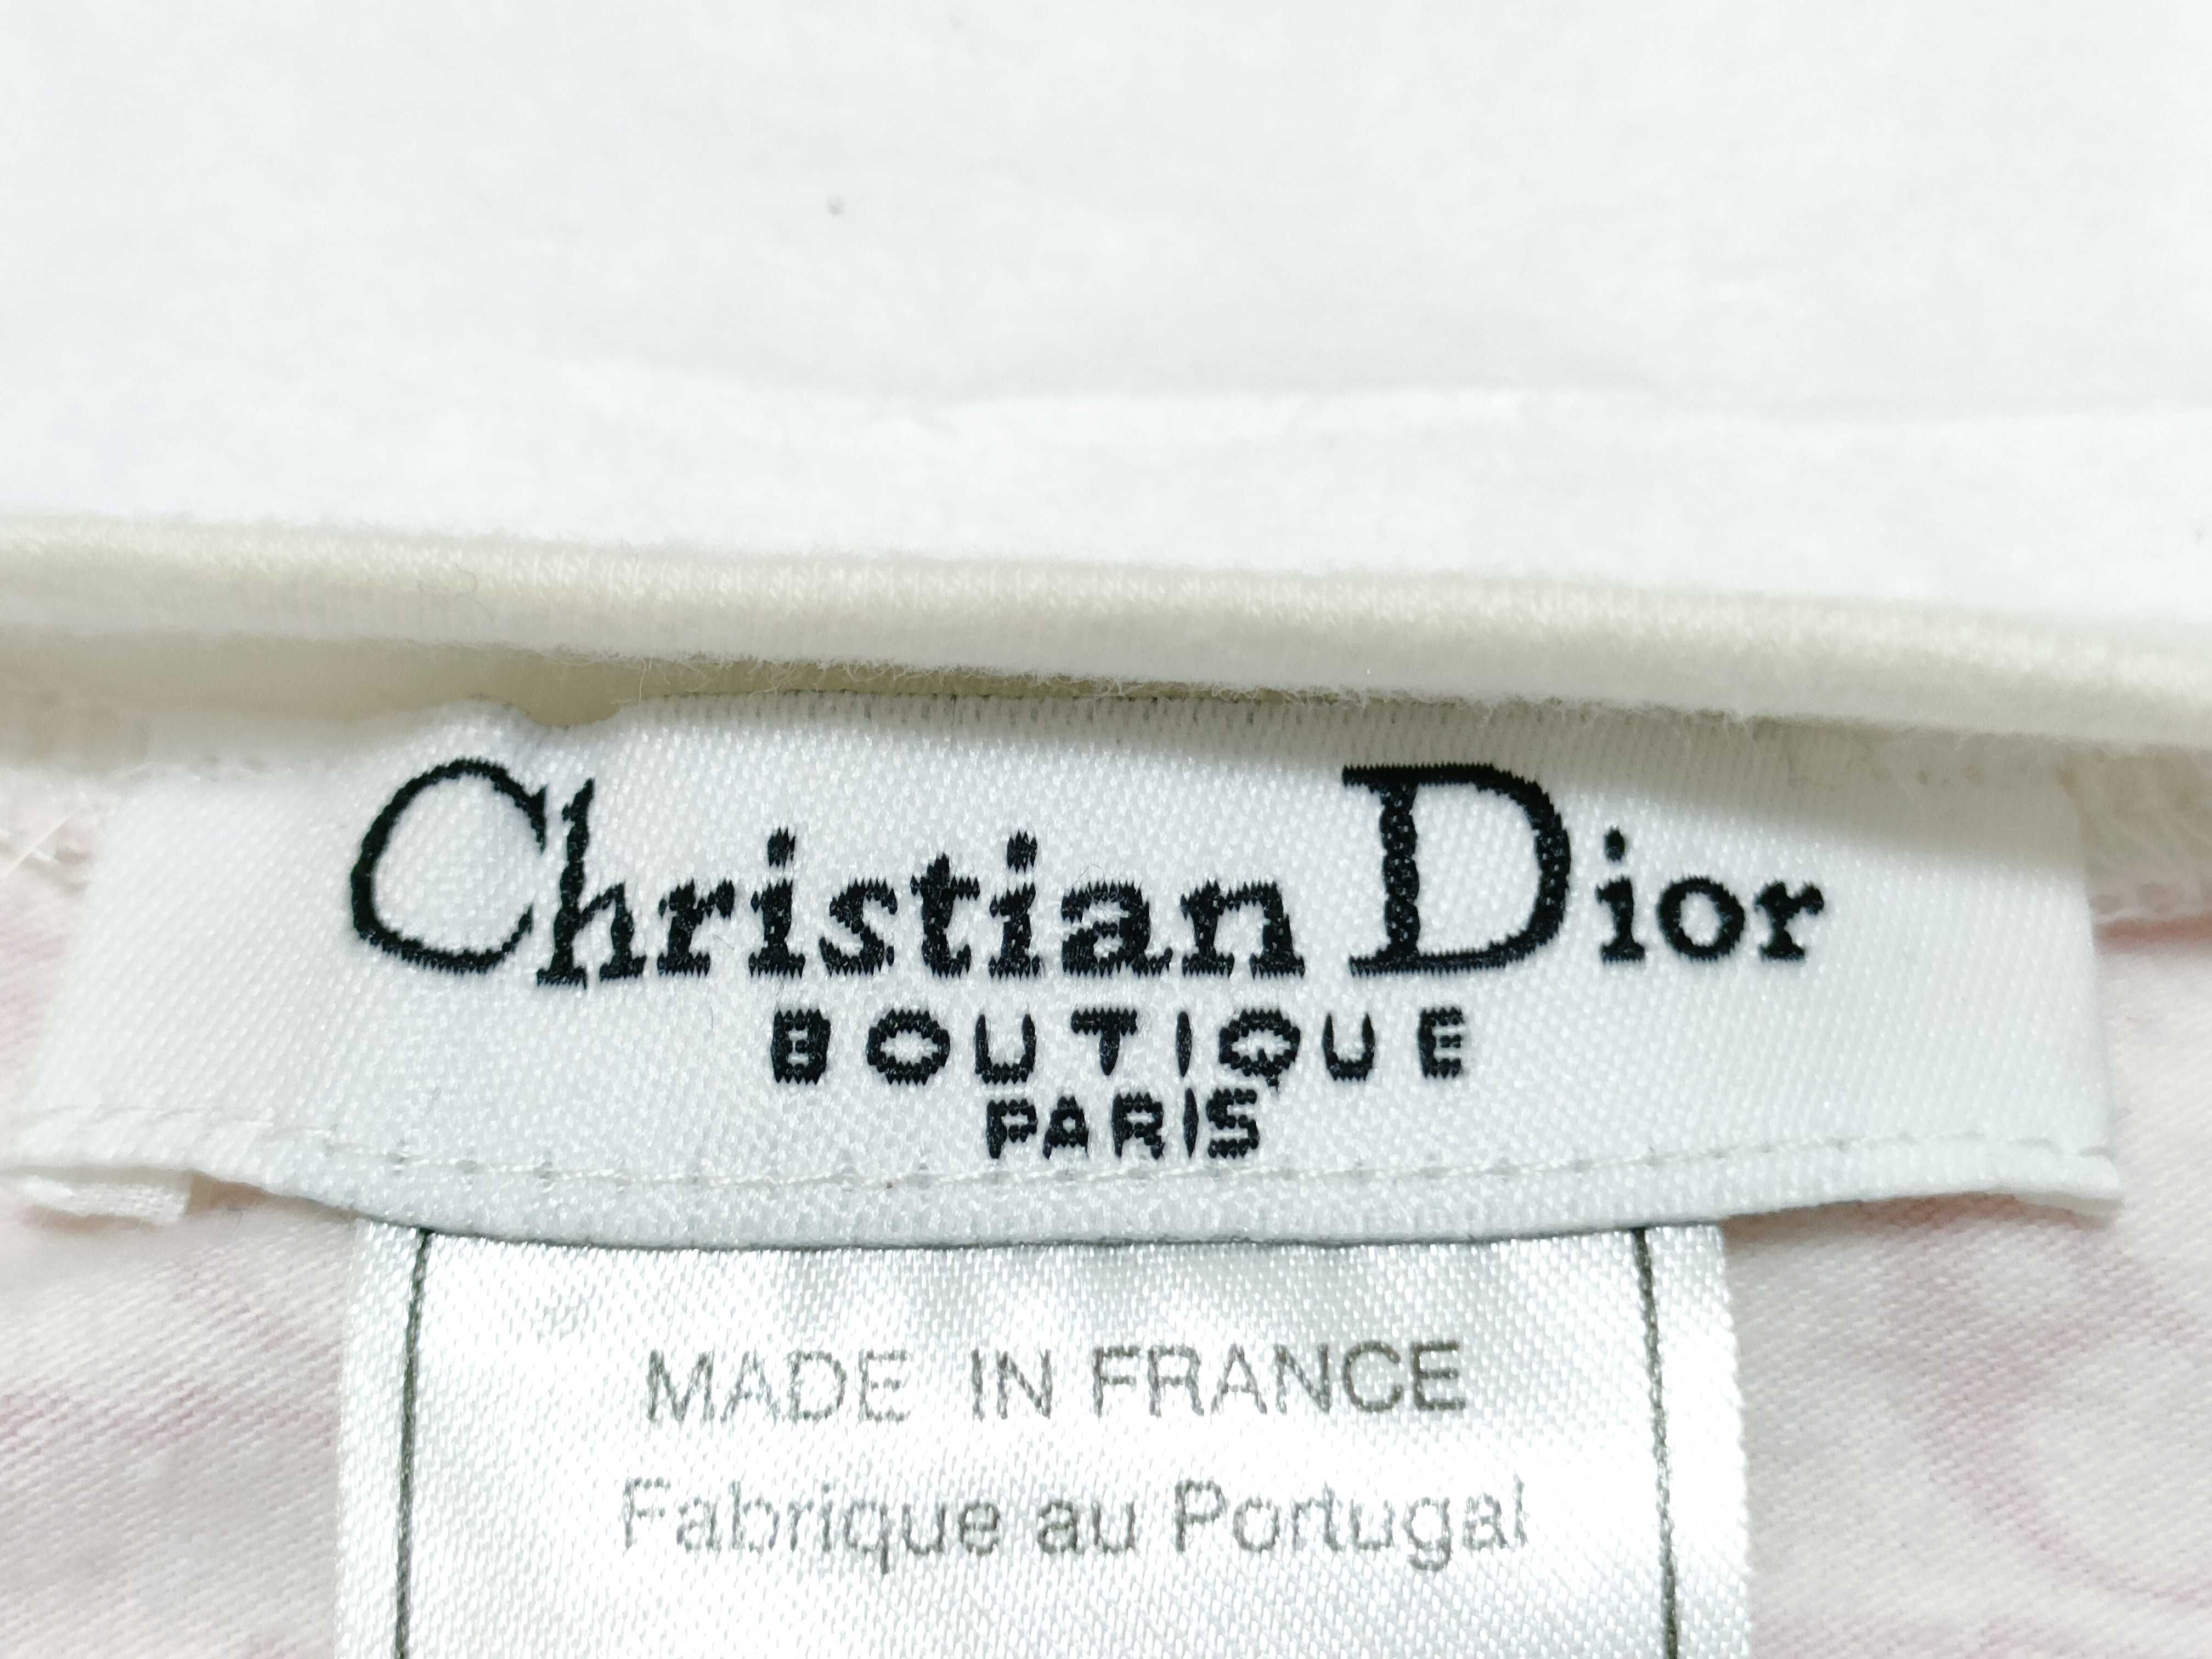 Christian Dior
BOUTIQUE
PARIS
MADE IN FRANCE
Fabrique au Portugal